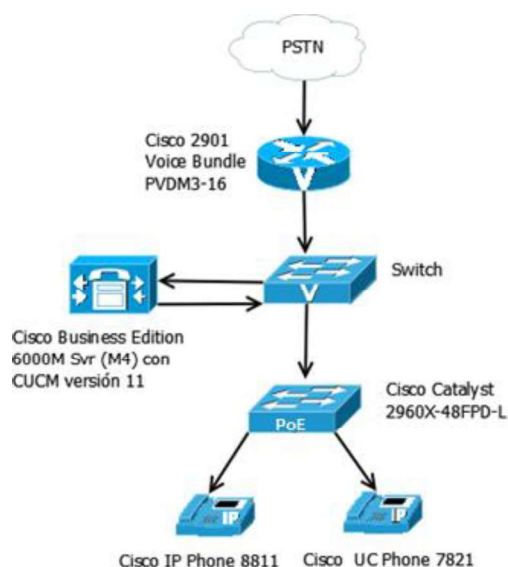 PSTN
Cisco 2901
Voice Bundle
PVDM3-16
V
Switch
V
Cisco Business Edition
6000M Svr (M4) con
CUCM versión 11
Cisco Catalyst
2960X-48FPD-L
PoE
IP
IP
Cisco IP Phone 8811
Cisco UC Phone 7821